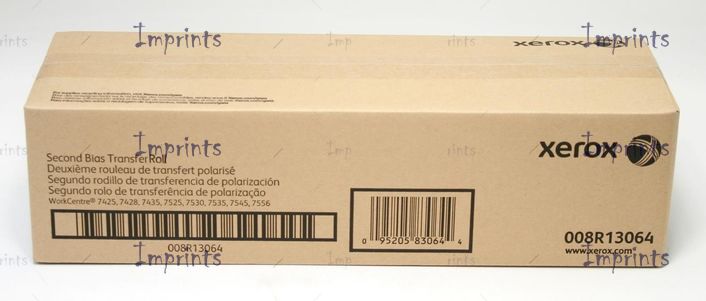 Imprints
xerox
Second Bias Transfer Roll
Deuxième rouleau de transfert polarisé
Segundo rodillo de transferencia de polarización
Segundo rolo de transferência de polarização
WorkCentre® 7425, 7428, 7435, 7525, 7530, 7535, 7545, 7556
008R13064
0 95205 83064 4
xerox
008R13064
www.xerox.com
Imprints